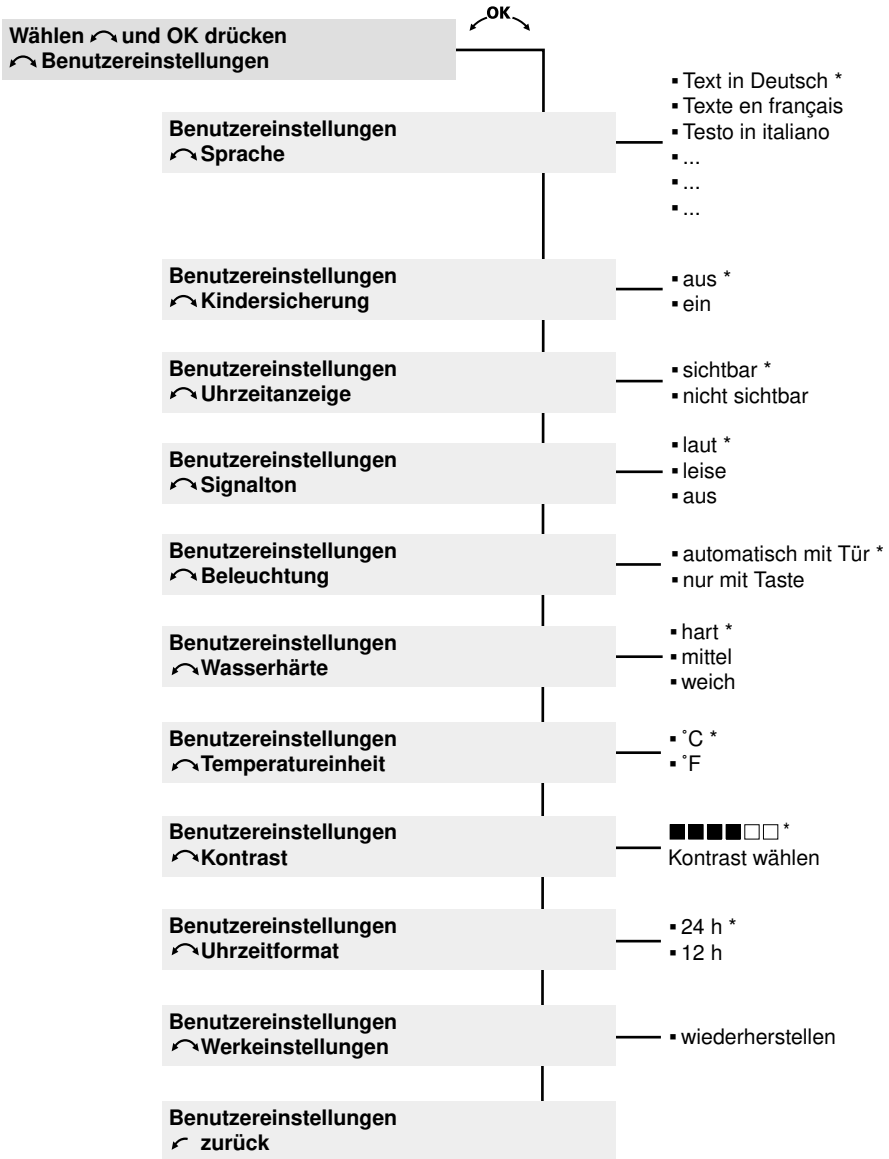 OK
Wählen und OK drücken
Benutzereinstellungen
Benutzereinstellungen
Sprache
▪ Text in Deutsch *
▪ Texte en français
▪ Testo in italiano
▪ ...
▪ ...
▪ ...
Benutzereinstellungen
Kindersicherung
▪ aus *
▪ ein
Benutzereinstellungen
Uhrzeitanzeige
▪ sichtbar *
▪ nicht sichtbar
Benutzereinstellungen
Signalton
▪ laut *
▪ leise
▪ aus
Benutzereinstellungen
Beleuchtung
▪ automatisch mit Tür *
▪ nur mit Taste
Benutzereinstellungen
Wasserhärte
▪ hart *
▪ mittel
▪ weich
Benutzereinstellungen
Temperatureinheit
▪ °C *
▪ °F
Benutzereinstellungen
Kontrast
■■■■□□ *
Kontrast wählen
Benutzereinstellungen
Uhrzeitformat
▪ 24 h *
▪ 12 h
Benutzereinstellungen
Werkeinstellungen
▪ wiederherstellen
Benutzereinstellungen
zurück